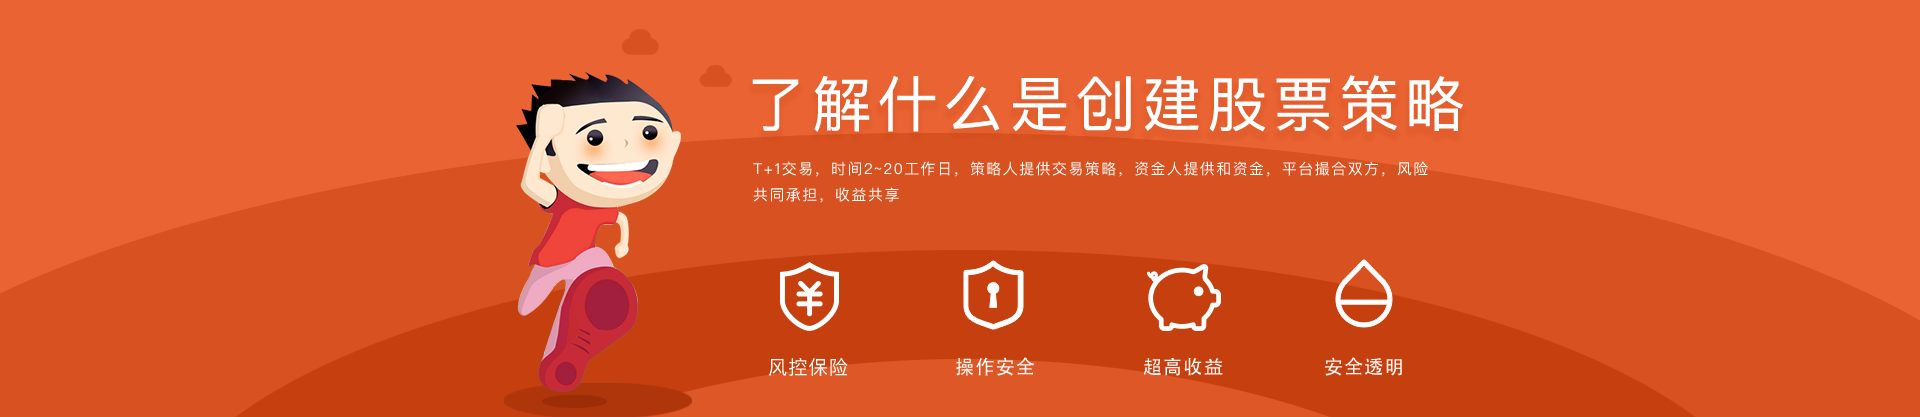 了解什么是创建股票策略
T+1交易，时间2~20工作日，策略人提供交易策略，资金人提供和资金，平台撮合双方，风险
共同承担，收益共享
风控保险
操作安全
超高收益
安全透明